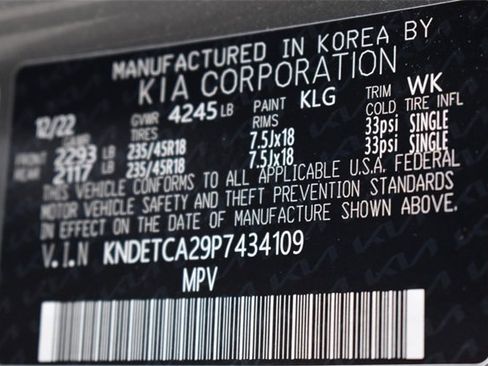 MANUFACTURED IN KOREA BY
KIA CORPORATION
12/22 GVWR 4245 LB PAINT KLG TRIM WK
GAWR TIRES RIMS COLD TIRE INFL
FRONT 2293 LB 235/45R18 7.5Jx18 33psi SINGLE
REAR 2117 LB 235/45R18 7.5Jx18 33psi SINGLE
THIS VEHICLE CONFORMS TO ALL APPLICABLE U.S.A. FEDERAL
MOTOR VEHICLE SAFETY AND THEFT PREVENTION STANDARDS
IN EFFECT ON THE DATE OF MANUFACTURE SHOWN ABOVE.
V.I.N KNDETCA29P7434109
MPV